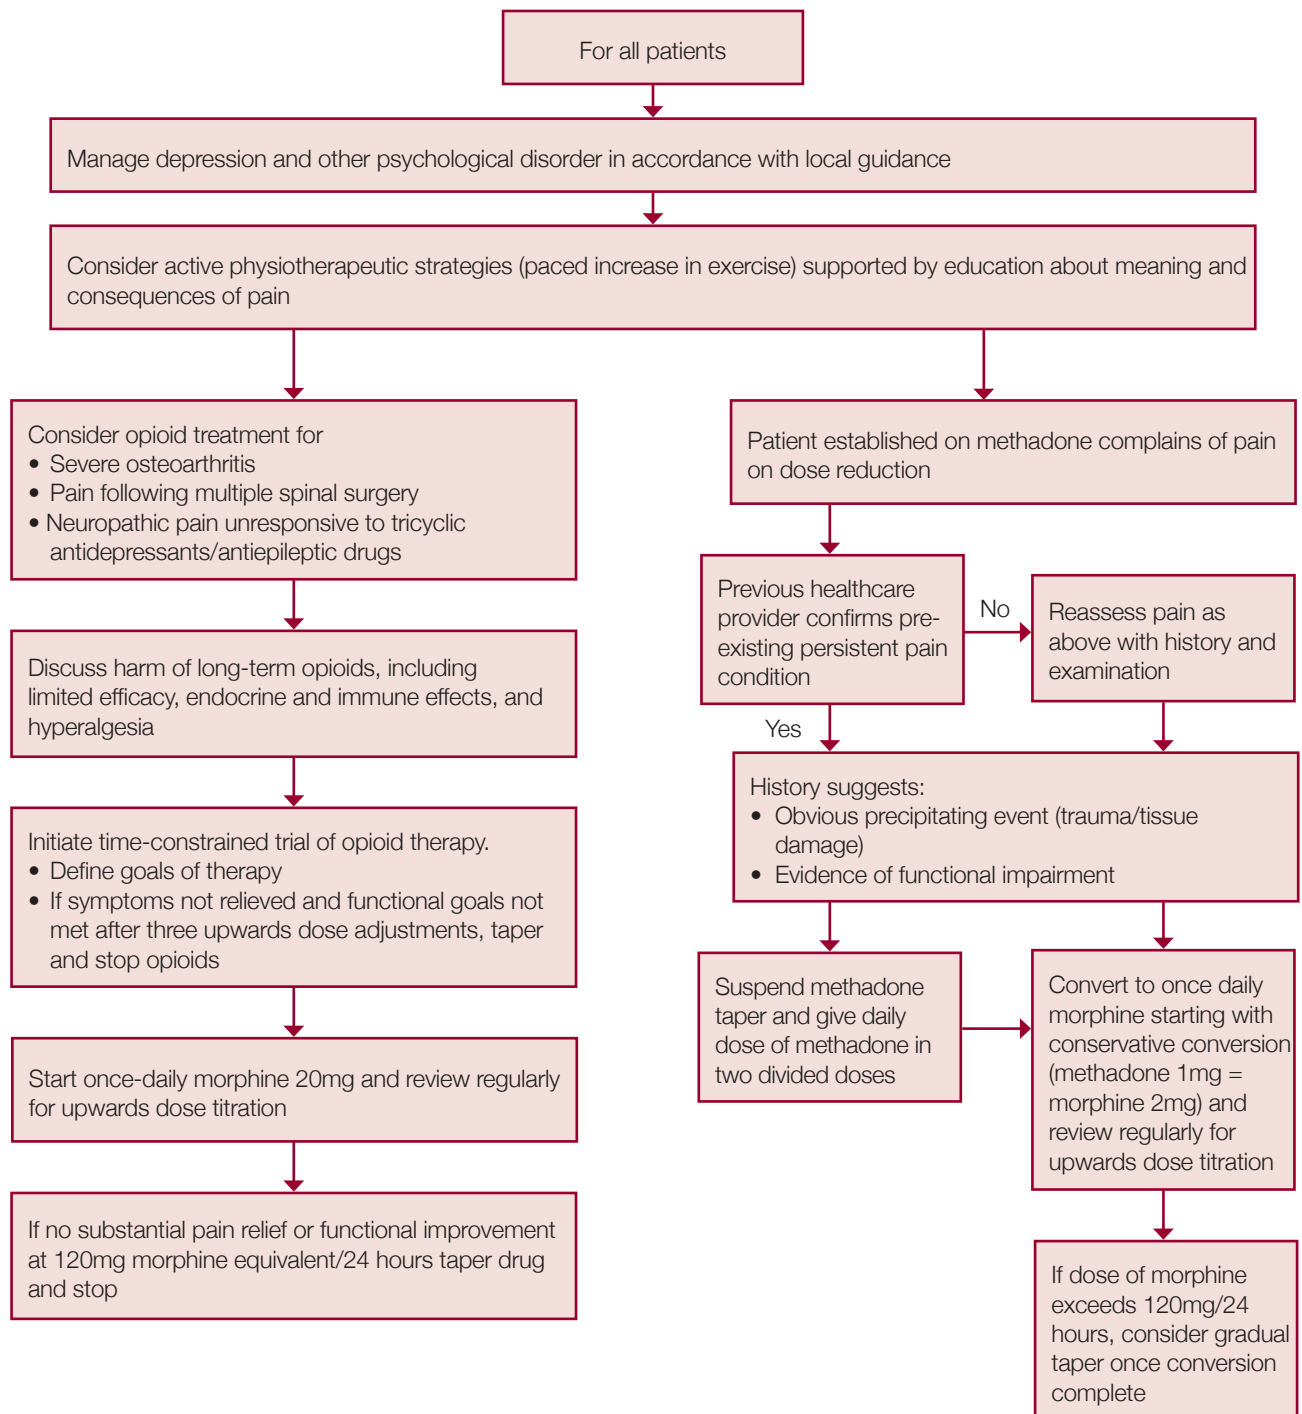 For all patients
Manage depression and other psychological disorder in accordance with local guidance
Consider active physiotherapeutic strategies (paced increase in exercise) supported by education about meaning and
consequences of pain
Consider opioid treatment for
• Severe osteoarthritis
• Pain following multiple spinal surgery
• Neuropathic pain unresponsive to tricyclic
antidepressants/antiepileptic drugs
Discuss harm of long-term opioids, including
limited efficacy, endocrine and immune effects, and
hyperalgesia
Initiate time-constrained trial of opioid therapy.
• Define goals of therapy
• If symptoms not relieved and functional goals not
met after three upwards dose adjustments, taper
and stop opioids
Start once-daily morphine 20mg and review regularly
for upwards dose titration
If no substantial pain relief or functional improvement
at 120mg morphine equivalent/24 hours taper drug
and stop
Patient established on methadone complains of pain
on dose reduction
Previous healthcare
provider confirms pre-
existing persistent pain
condition
No
Reassess pain as
above with history and
examination
Yes
History suggests:
• Obvious precipitating event (trauma/tissue
damage)
• Evidence of functional impairment
Suspend methadone
taper and give daily
dose of methadone in
two divided doses
Convert to once daily
morphine starting with
conservative conversion
(methadone 1mg =
morphine 2mg) and
review regularly for
upwards dose titration
If dose of morphine
exceeds 120mg/24
hours, consider gradual
taper once conversion
complete